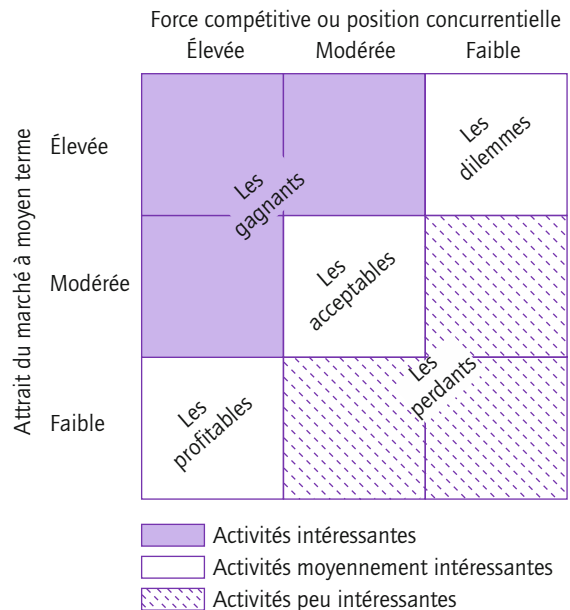 Force compétitive ou position concurrentielle
Élevée Modérée Faible
Attrait du marché à moyen terme
Élevée
Les
dilemmes
Les
gagnants
Modérée
Les
acceptables
Les
perdants
Faible
Les
profitables
Activités intéressantes
Activités moyennement intéressantes
Activités peu intéressantes